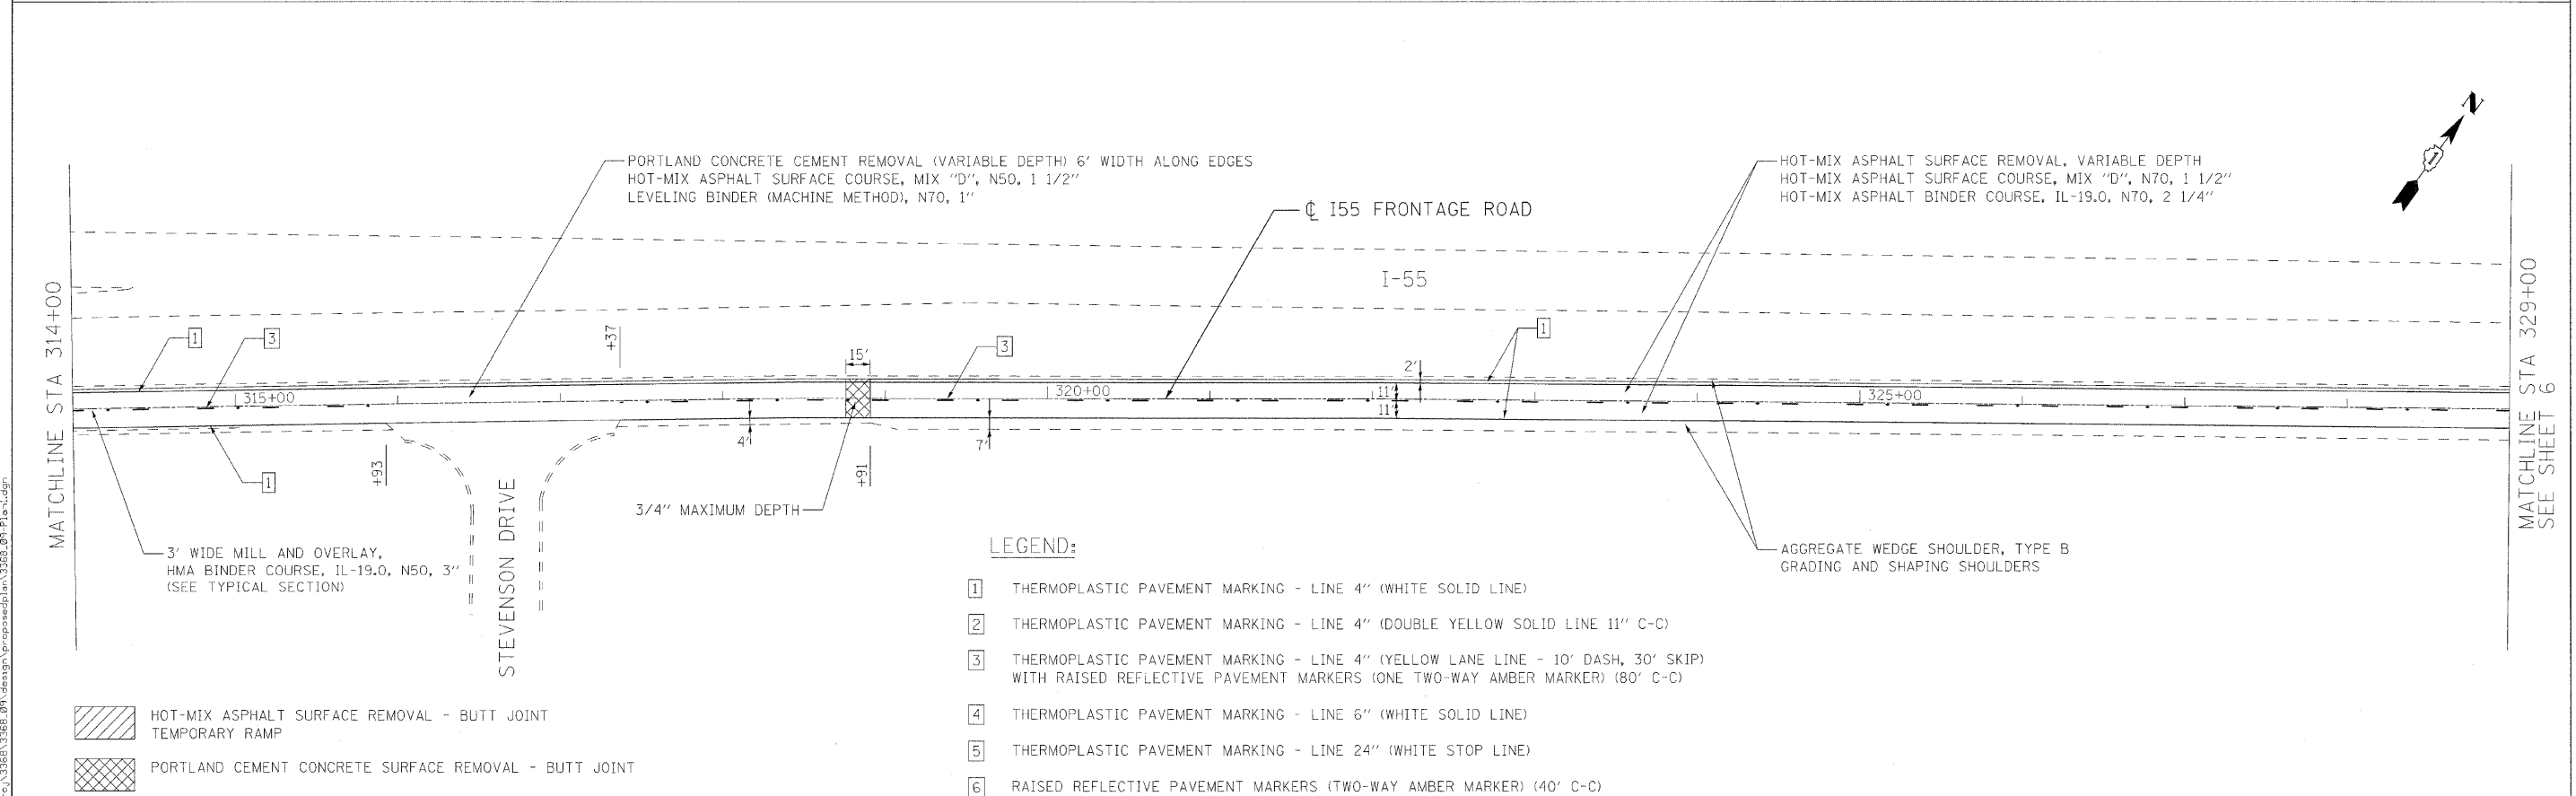 N
PORTLAND CONCRETE CEMENT REMOVAL (VARIABLE DEPTH) 6' WIDTH ALONG EDGES
HOT-MIX ASPHALT SURFACE COURSE, MIX "D", N50, 1 1/2"
LEVELING BINDER (MACHINE METHOD), N70, 1"
HOT-MIX ASPHALT SURFACE REMOVAL, VARIABLE DEPTH
HOT-MIX ASPHALT SURFACE COURSE, MIX "D", N70, 1 1/2"
HOT-MIX ASPHALT BINDER COURSE, IL-19.0, N70, 2 1/4"
℄ I55 FRONTAGE ROAD
I-55
MATCHLINE STA 314+00
MATCHLINE STA 329+00
SEE SHEET 6
1
3
+37
15'
3
2'
1
315+00
320+00
11'
11'
325+00
4'
7'
+93
+91
1
3/4" MAXIMUM DEPTH
STEVENSON DRIVE
3' WIDE MILL AND OVERLAY,
HMA BINDER COURSE, IL-19.0, N50, 3"
(SEE TYPICAL SECTION)
AGGREGATE WEDGE SHOULDER, TYPE B
GRADING AND SHAPING SHOULDERS
LEGEND:
1 THERMOPLASTIC PAVEMENT MARKING - LINE 4" (WHITE SOLID LINE)
2 THERMOPLASTIC PAVEMENT MARKING - LINE 4" (DOUBLE YELLOW SOLID LINE 11" C-C)
3 THERMOPLASTIC PAVEMENT MARKING - LINE 4" (YELLOW LANE LINE - 10' DASH, 30' SKIP)
WITH RAISED REFLECTIVE PAVEMENT MARKERS (ONE TWO-WAY AMBER MARKER) (80' C-C)
4 THERMOPLASTIC PAVEMENT MARKING - LINE 6" (WHITE SOLID LINE)
5 THERMOPLASTIC PAVEMENT MARKING - LINE 24" (WHITE STOP LINE)
6 RAISED REFLECTIVE PAVEMENT MARKERS (TWO-WAY AMBER MARKER) (40' C-C)
HOT-MIX ASPHALT SURFACE REMOVAL - BUTT JOINT
TEMPORARY RAMP
PORTLAND CEMENT CONCRETE SURFACE REMOVAL - BUTT JOINT